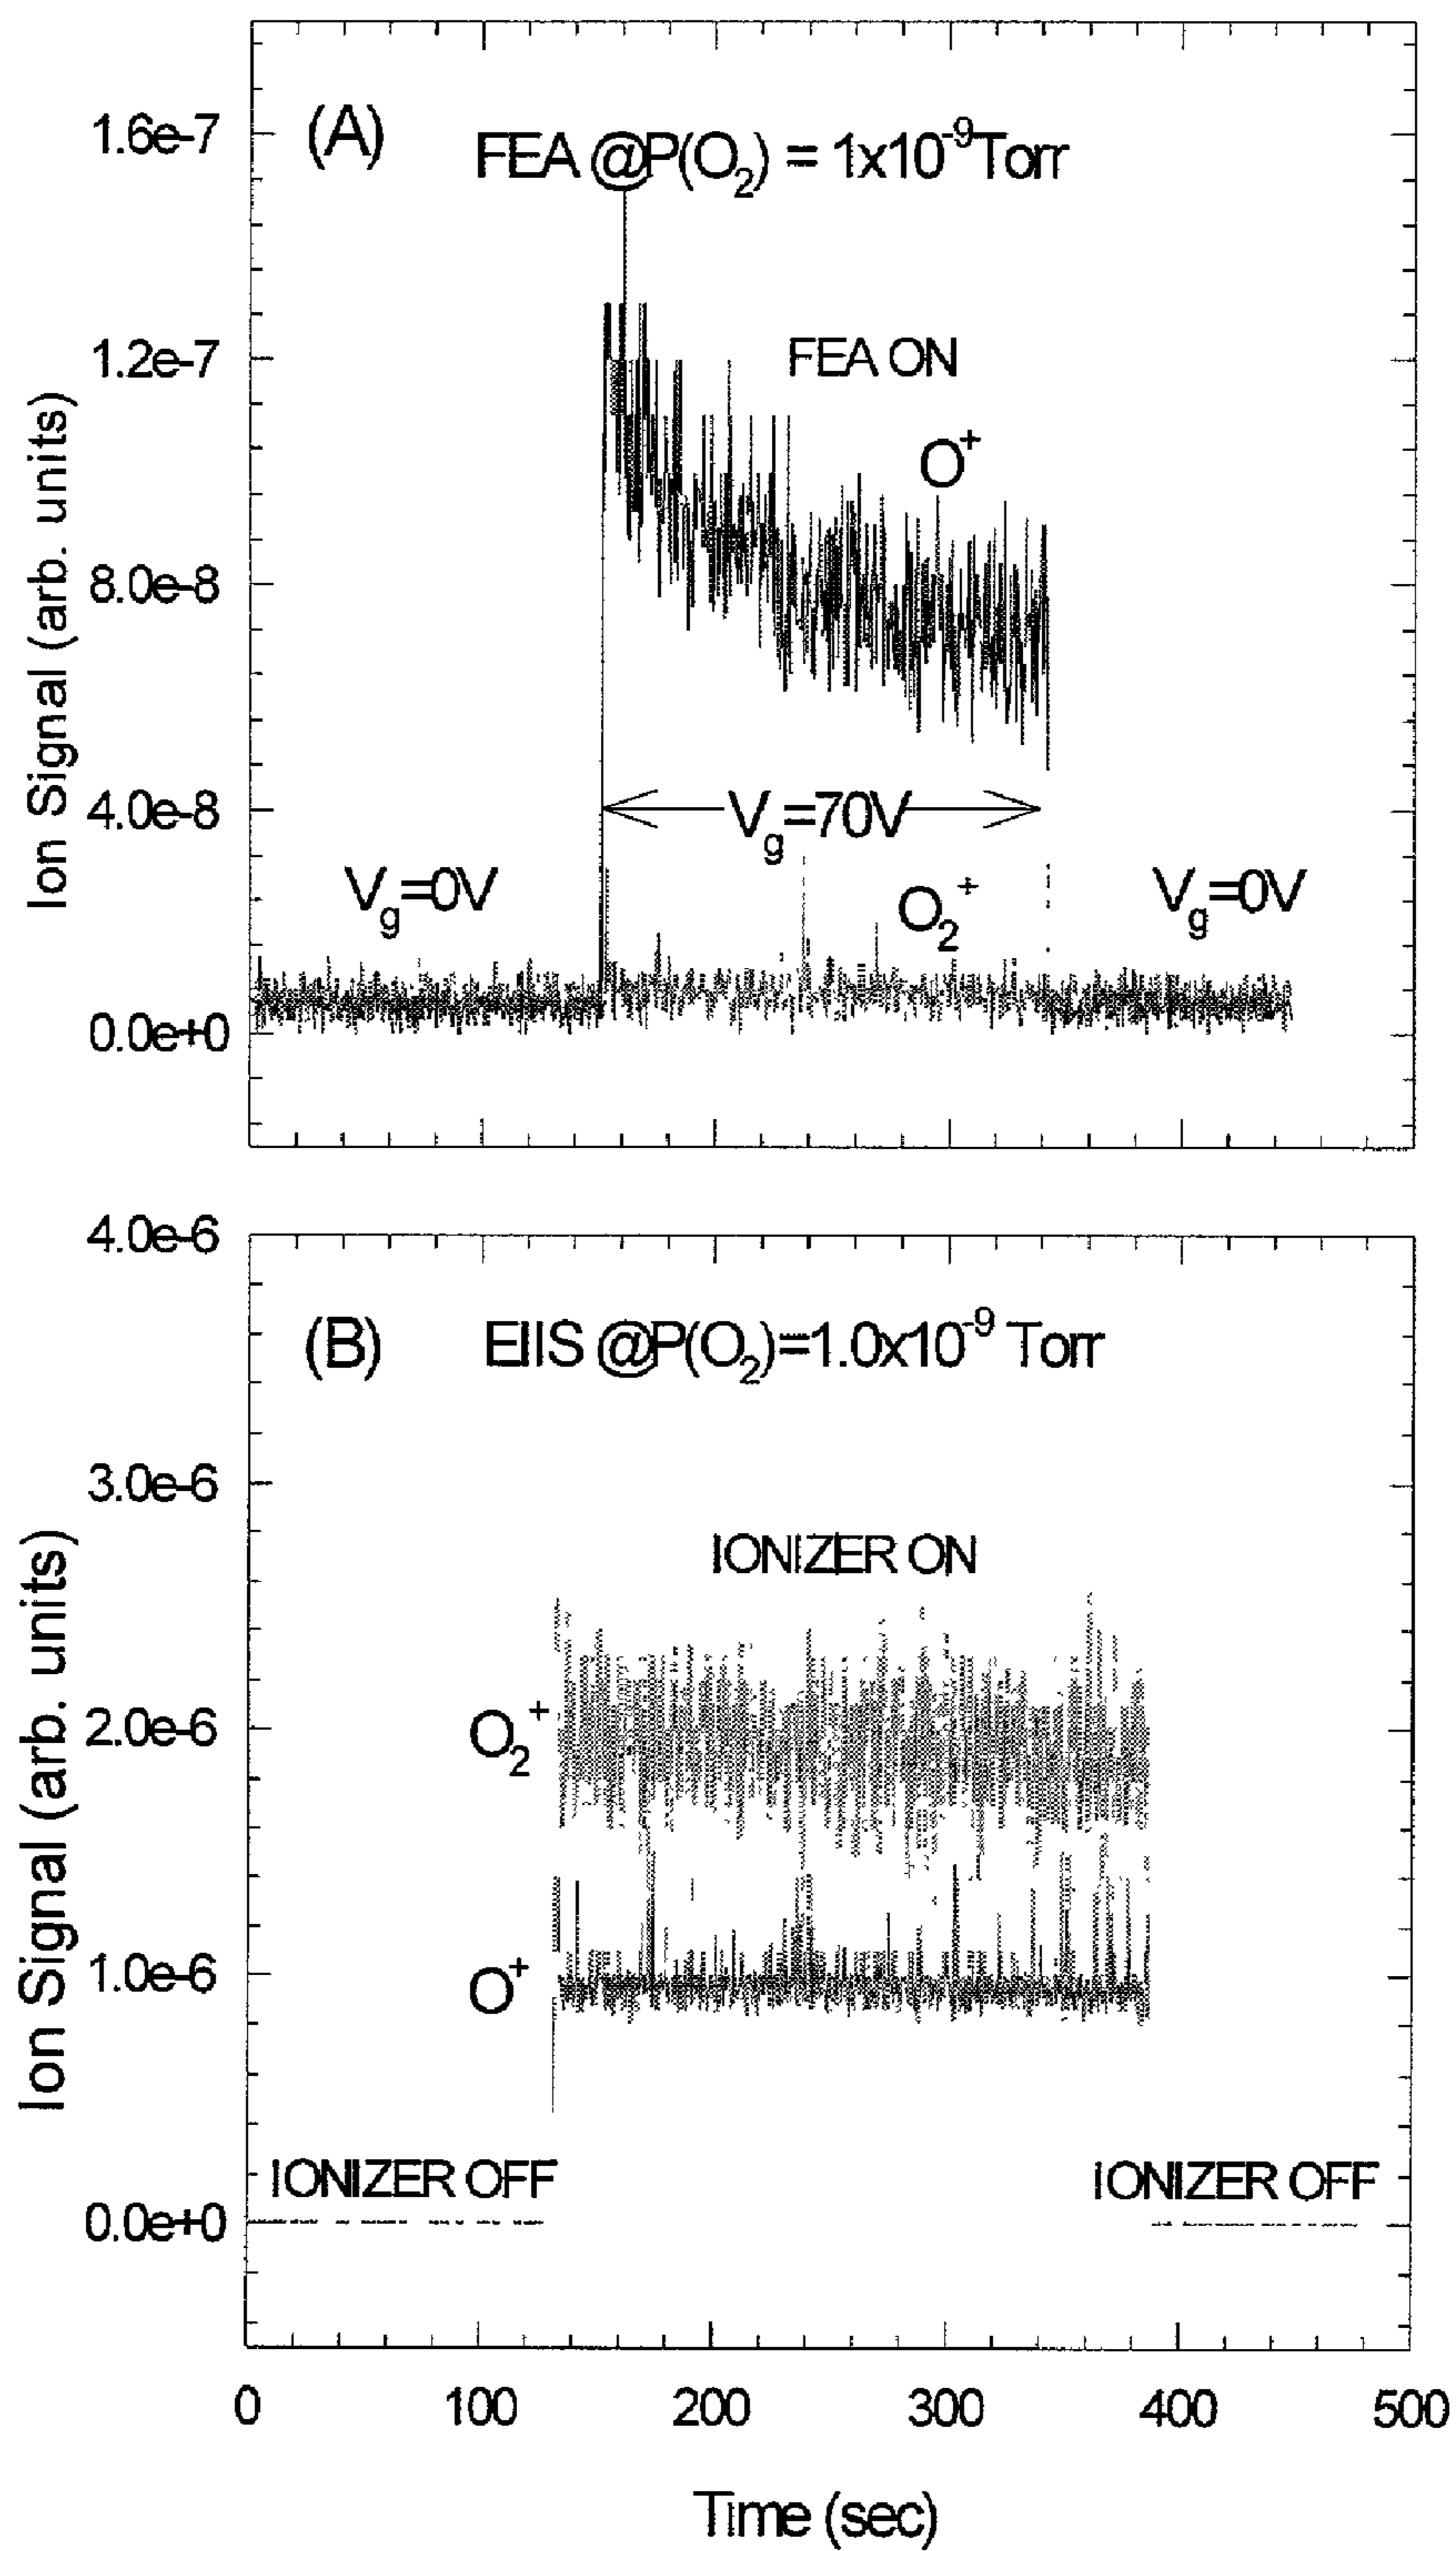 (A) FEA @P(O₂) = 1x10⁻⁹Torr
1.6e-7
FEA ON
1.2e-7
O⁺
8.0e-8
Ion Signal (arb. units)
4.0e-8
V_g=70V
V_g=0V
O₂⁺
V_g=0V
0.0e+0
4.0e-6
(B) EIIS @P(O₂)=1.0x10⁻⁹ Torr
3.0e-6
IONIZER ON
O₂⁺
2.0e-6
Ion Signal (arb. units)
O⁺
1.0e-6
IONIZER OFF
IONIZER OFF
0.0e+0
0 100 200 300 400 500
Time (sec)